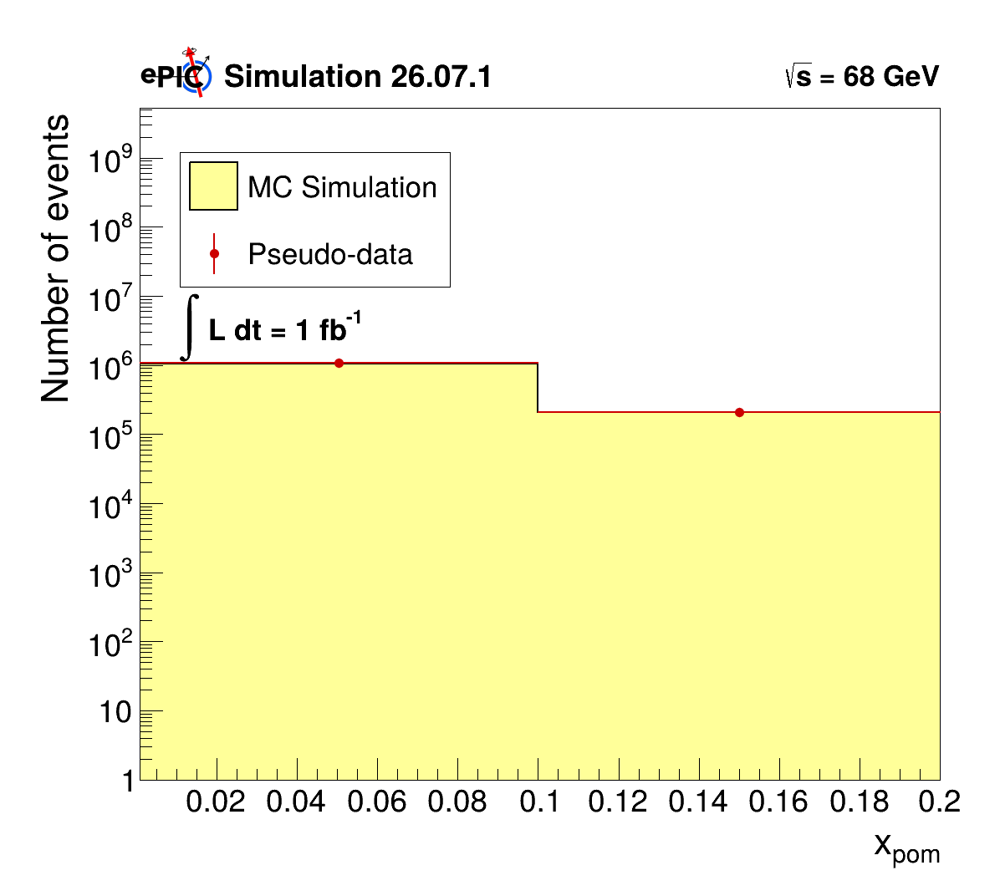 ePIC Simulation 26.07.1
√s = 68 GeV
Number of events
10⁹
10⁸
10⁷
10⁶
10⁵
10⁴
10³
10²
10
1
MC Simulation
Pseudo-data
∫ L dt = 1 fb⁻¹
0.02 0.04 0.06 0.08 0.1 0.12 0.14 0.16 0.18 0.2
x_pom